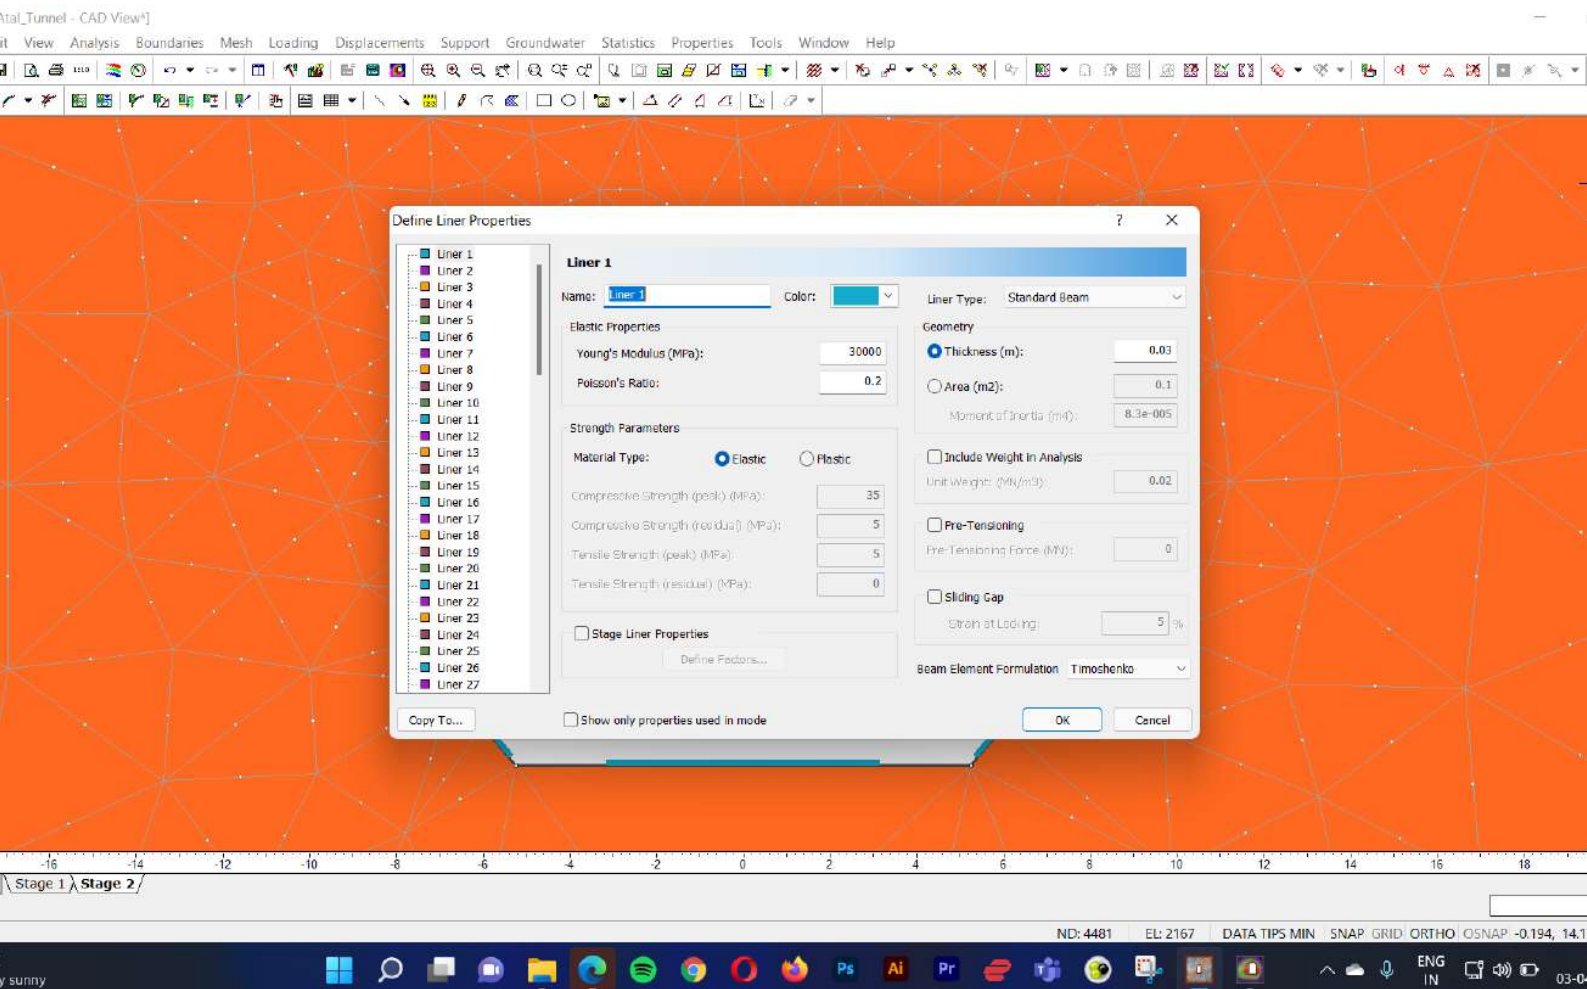 Atal_Tunnel - CAD View*]
it View Analysis Boundaries Mesh Loading Displacements Support Groundwater Statistics Properties Tools Window Help
Define Liner Properties ?
Liner 1
Liner 2
Liner 3
Liner 4
Liner 5
Liner 6
Liner 7
Liner 8
Liner 9
Liner 10
Liner 11
Liner 12
Liner 13
Liner 14
Liner 15
Liner 16
Liner 17
Liner 18
Liner 19
Liner 20
Liner 21
Liner 22
Liner 23
Liner 24
Liner 25
Liner 26
Liner 27
Copy To...
Liner 1
Name: Liner 1 Color:
Elastic Properties
Young's Modulus (MPa): 30000
Poisson's Ratio: 0.2
Strength Parameters
Material Type: Elastic Plastic
Compressive Strength (peak) (MPa): 35
Compressive Strength (residual) (MPa): 5
Tensile Strength (peak) (MPa): 5
Tensile Strength (residual) (MPa): 0
Stage Liner Properties
Define Factors...
Show only properties used in mode
Liner Type: Standard Beam
Geometry
Thickness (m): 0.03
Area (m2): 0.1
Moment of Inertia (m4): 8.3e-005
Include Weight in Analysis
Unit Weight: (MN/m3): 0.02
Pre-Tensioning
Pre-Tensioning Force (MN): 0
Sliding Gap
Strain at Locking: 5 %
Beam Element Formulation Timoshenko
OK Cancel
-16 -14 -12 -10 -8 -6 -4 -2 0 2 4 6 8 10 12 14 16 18
Stage 1 Stage 2
ND: 4481 EL: 2167 DATA TIPS MIN SNAP GRID ORTHO OSNAP -0.194, 14.1
y sunny
Ps Ai Pr
ENG
IN
03-0